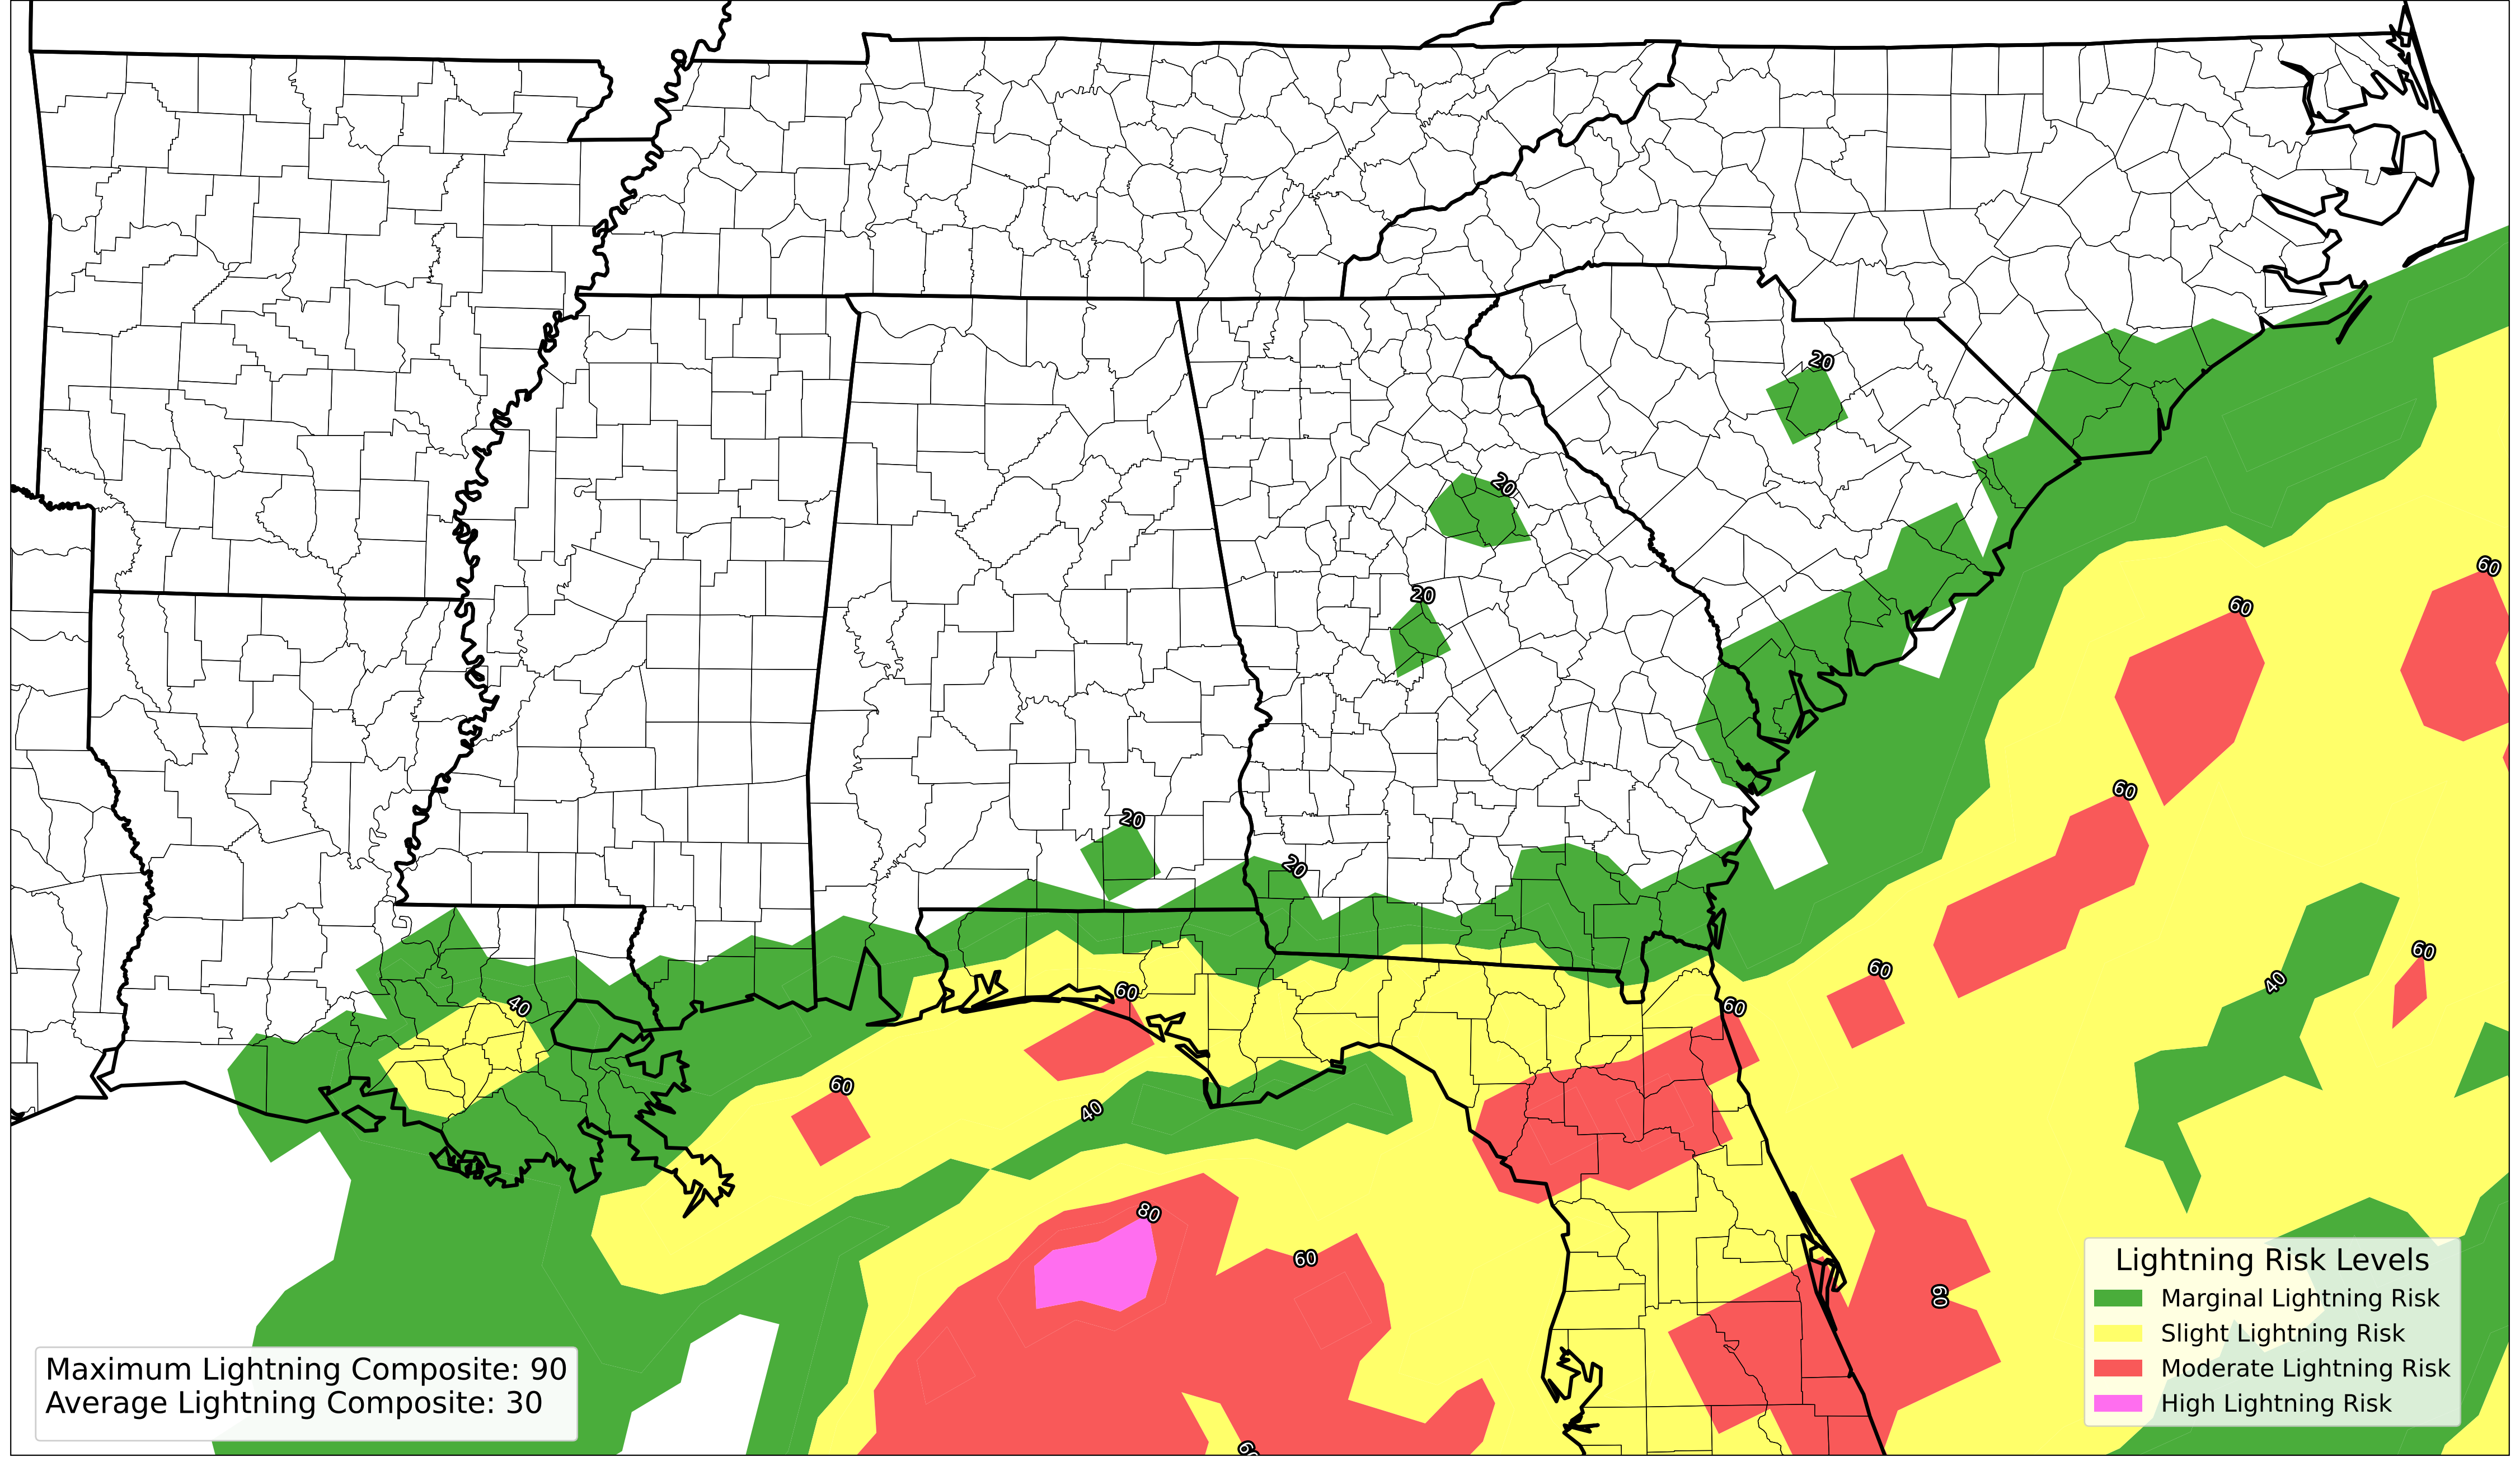 20
20
60
20
60
60
20
20
40
60
60
60
40
60
60
40
80
60
60
60
Lightning Risk Levels
Marginal Lightning Risk
Slight Lightning Risk
Moderate Lightning Risk
High Lightning Risk
Maximum Lightning Composite: 90
Average Lightning Composite: 30